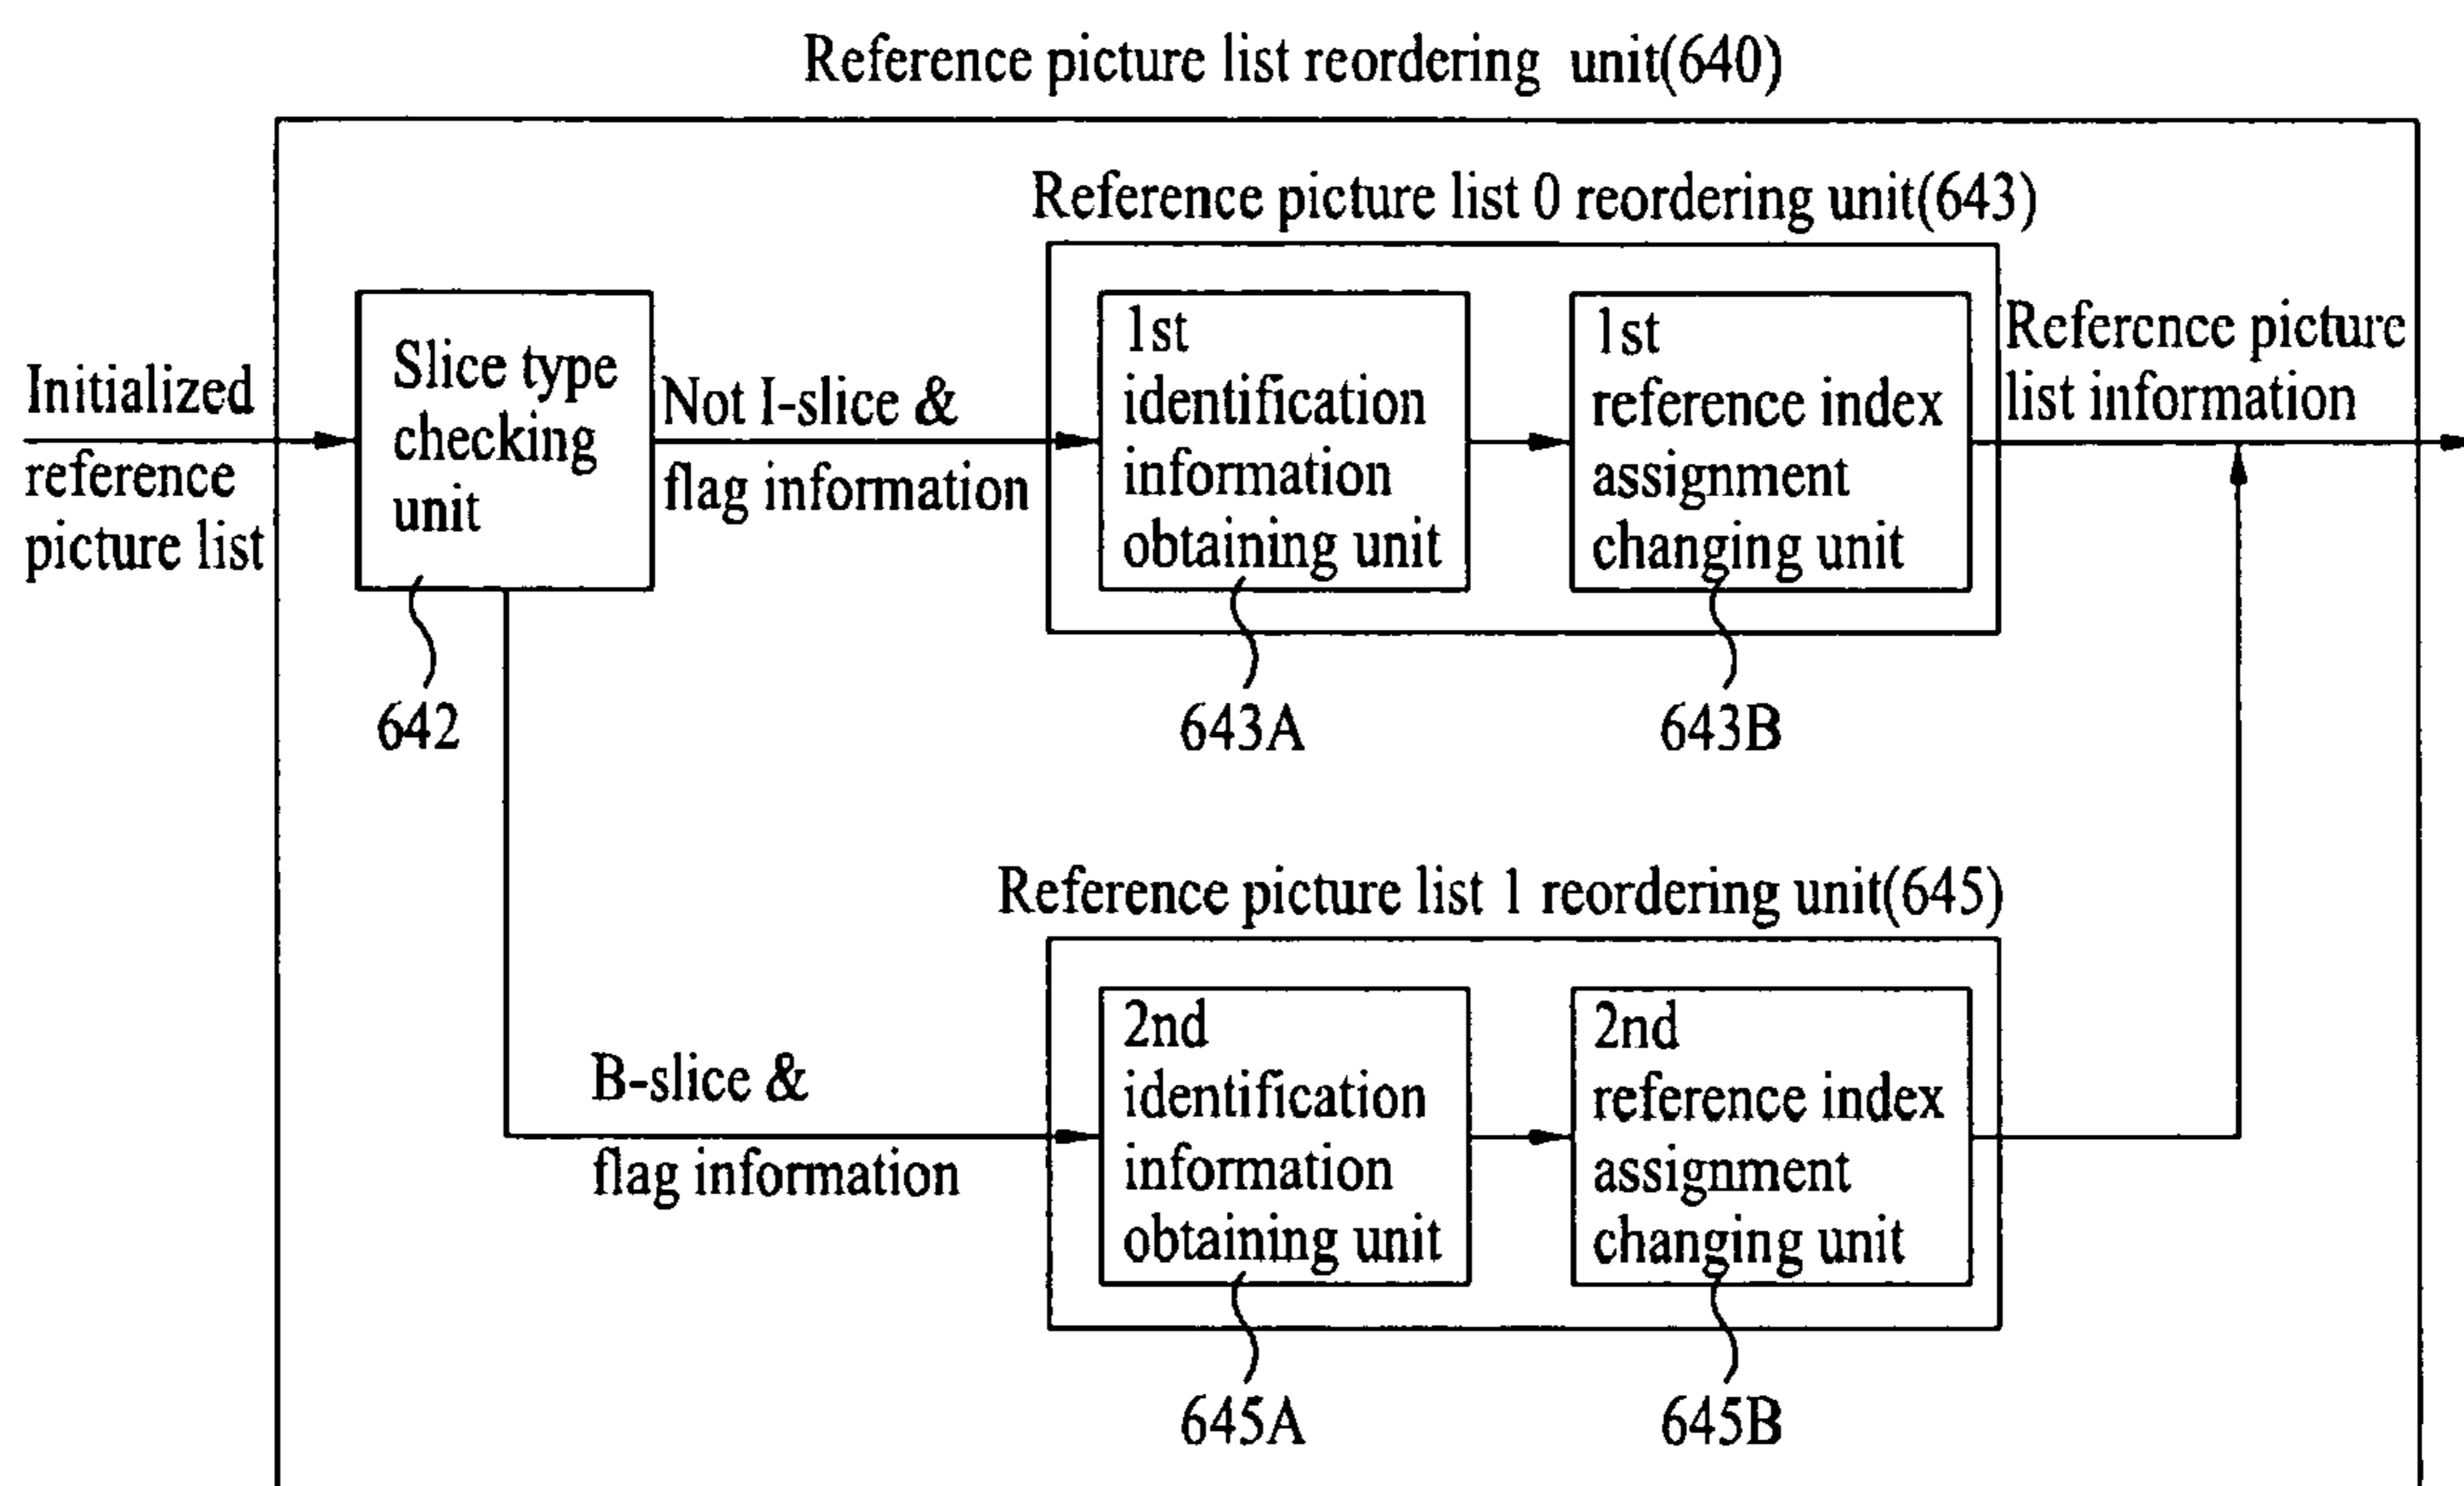 Reference picture list reordering unit(640)
Reference picture list 0 reordering unit(643)
Initialized
reference
picture list
Slice type
checking
unit
642
Not I-slice &
flag information
1st
identification
information
obtaining unit
643A
1st
reference index
assignment
changing unit
643B
Reference picture
list information
Reference picture list 1 reordering unit(645)
B-slice &
flag information
2nd
identification
information
obtaining unit
645A
2nd
reference index
assignment
changing unit
645B